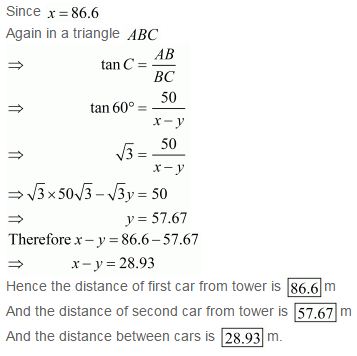 Since x = 86.6
Again in a triangle ABC
⇒ tan C = AB/BC
⇒ tan 60° = 50/(x − y)
⇒ √3 = 50/(x − y)
⇒ √3 × 50√3 − √3y = 50
⇒ y = 57.67
Therefore x − y = 86.6 − 57.67
⇒ x − y = 28.93
Hence the distance of first car from tower is 86.6 m
And the distance of second car from tower is 57.67 m
And the distance between cars is 28.93 m.